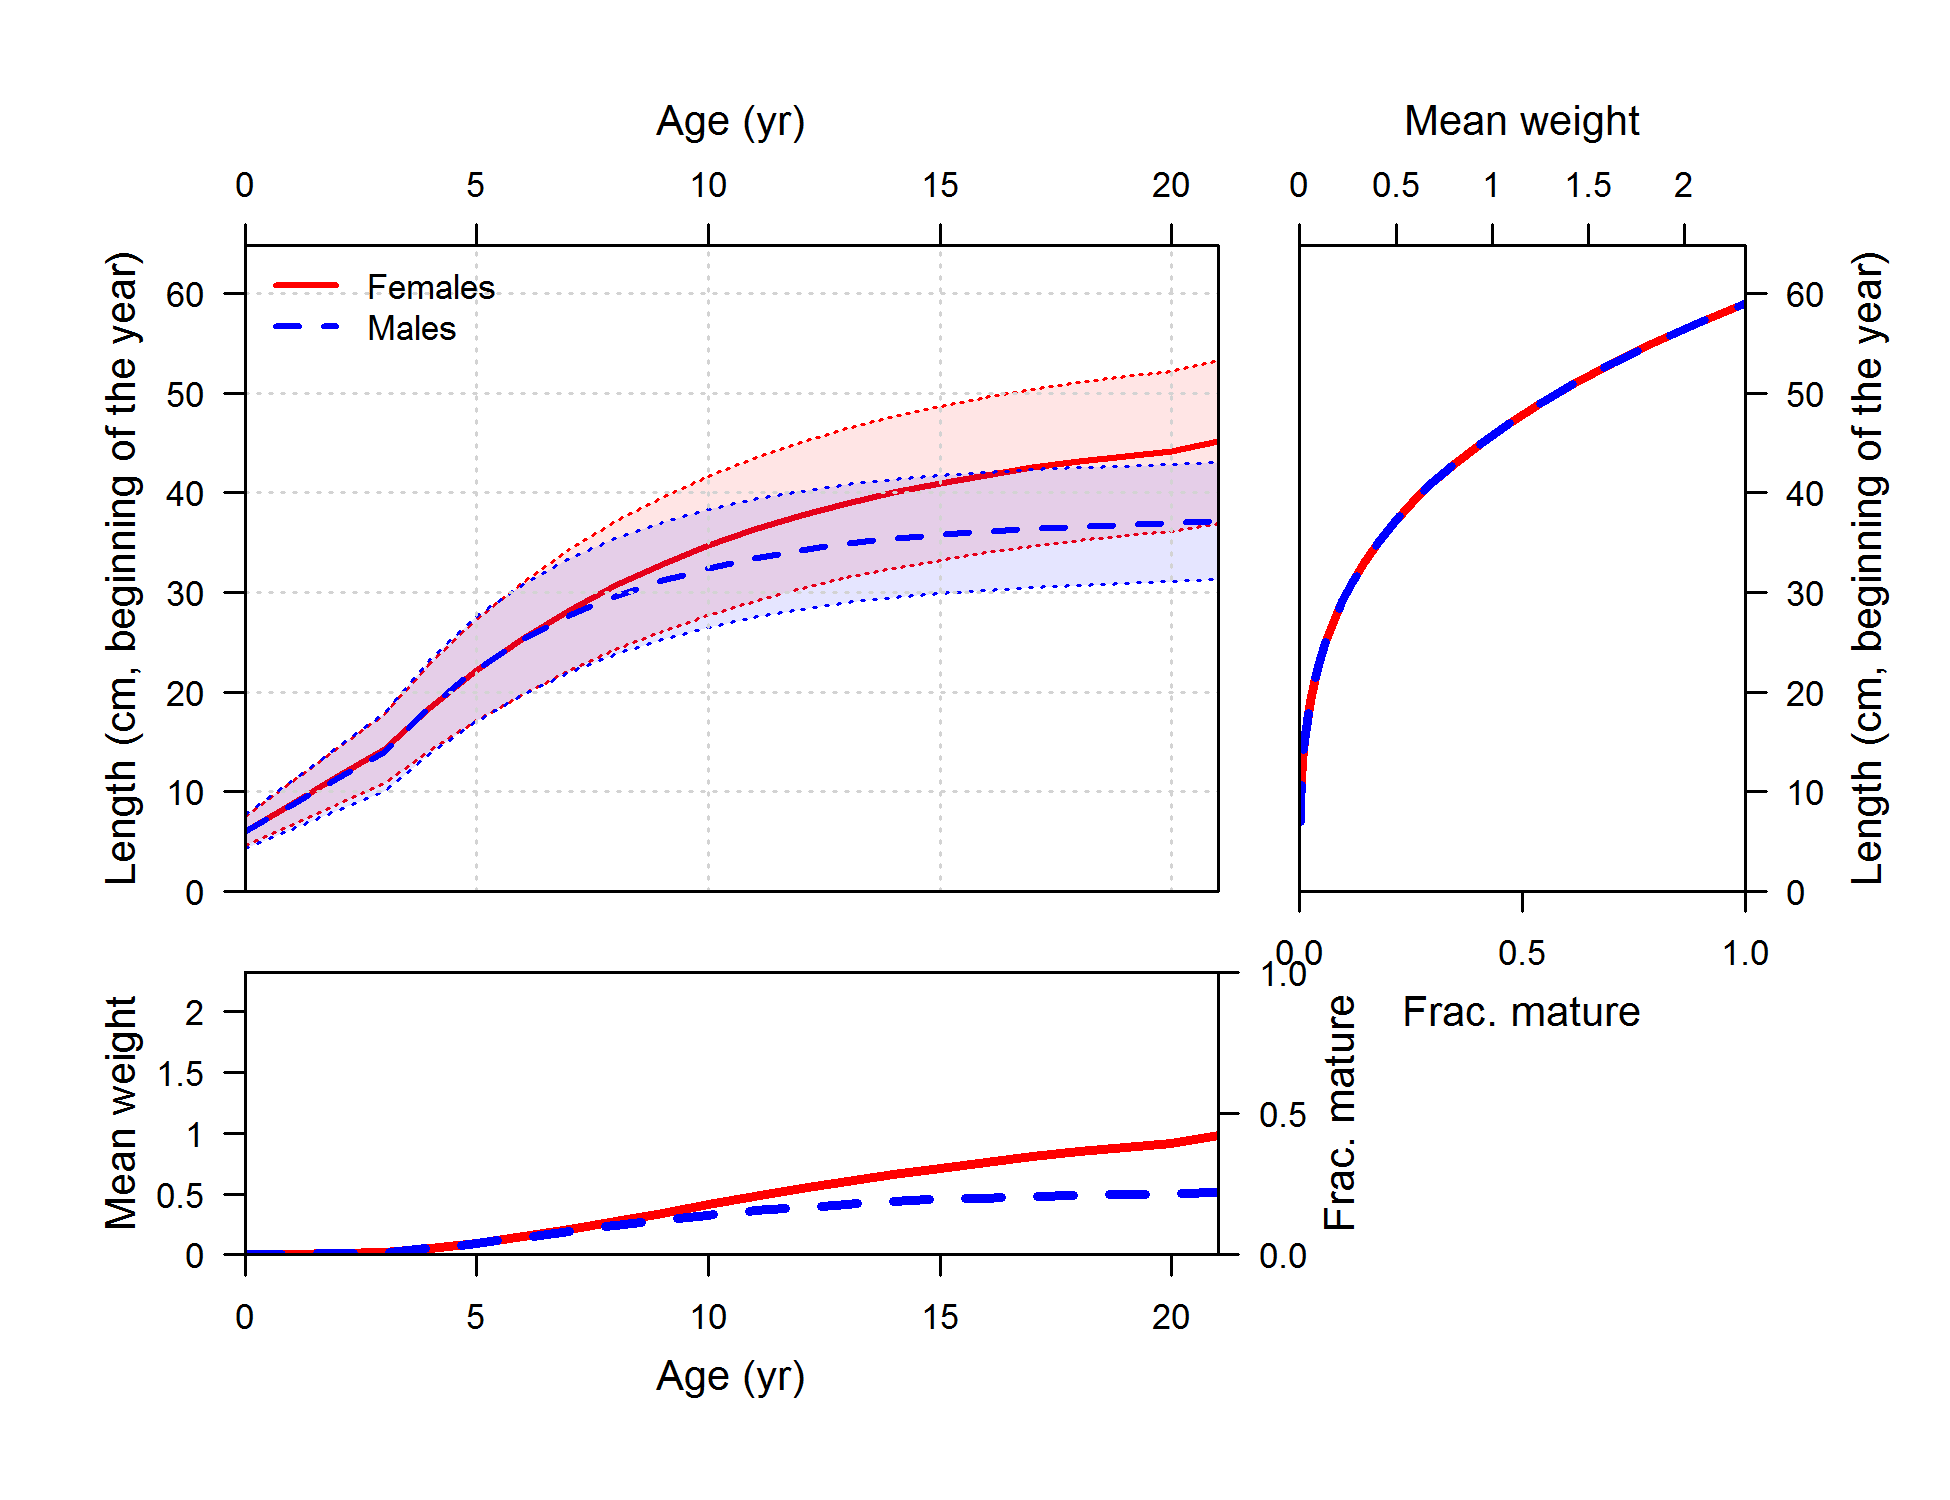 Age (yr)
Mean weight
0 5 10 15 20
0 0.5 1 1.5 2
Length (cm, beginning of the year)
60
50
40
30
20
10
0
Females
Males
60
50
40
30
20
10
0
Length (cm, beginning of the year)
0.0 0.5 1.0
Frac. mature
Mean weight
2
1.5
1
0.5
0
1.0
0.5
0.0
Frac. mature
0 5 10 15 20
Age (yr)